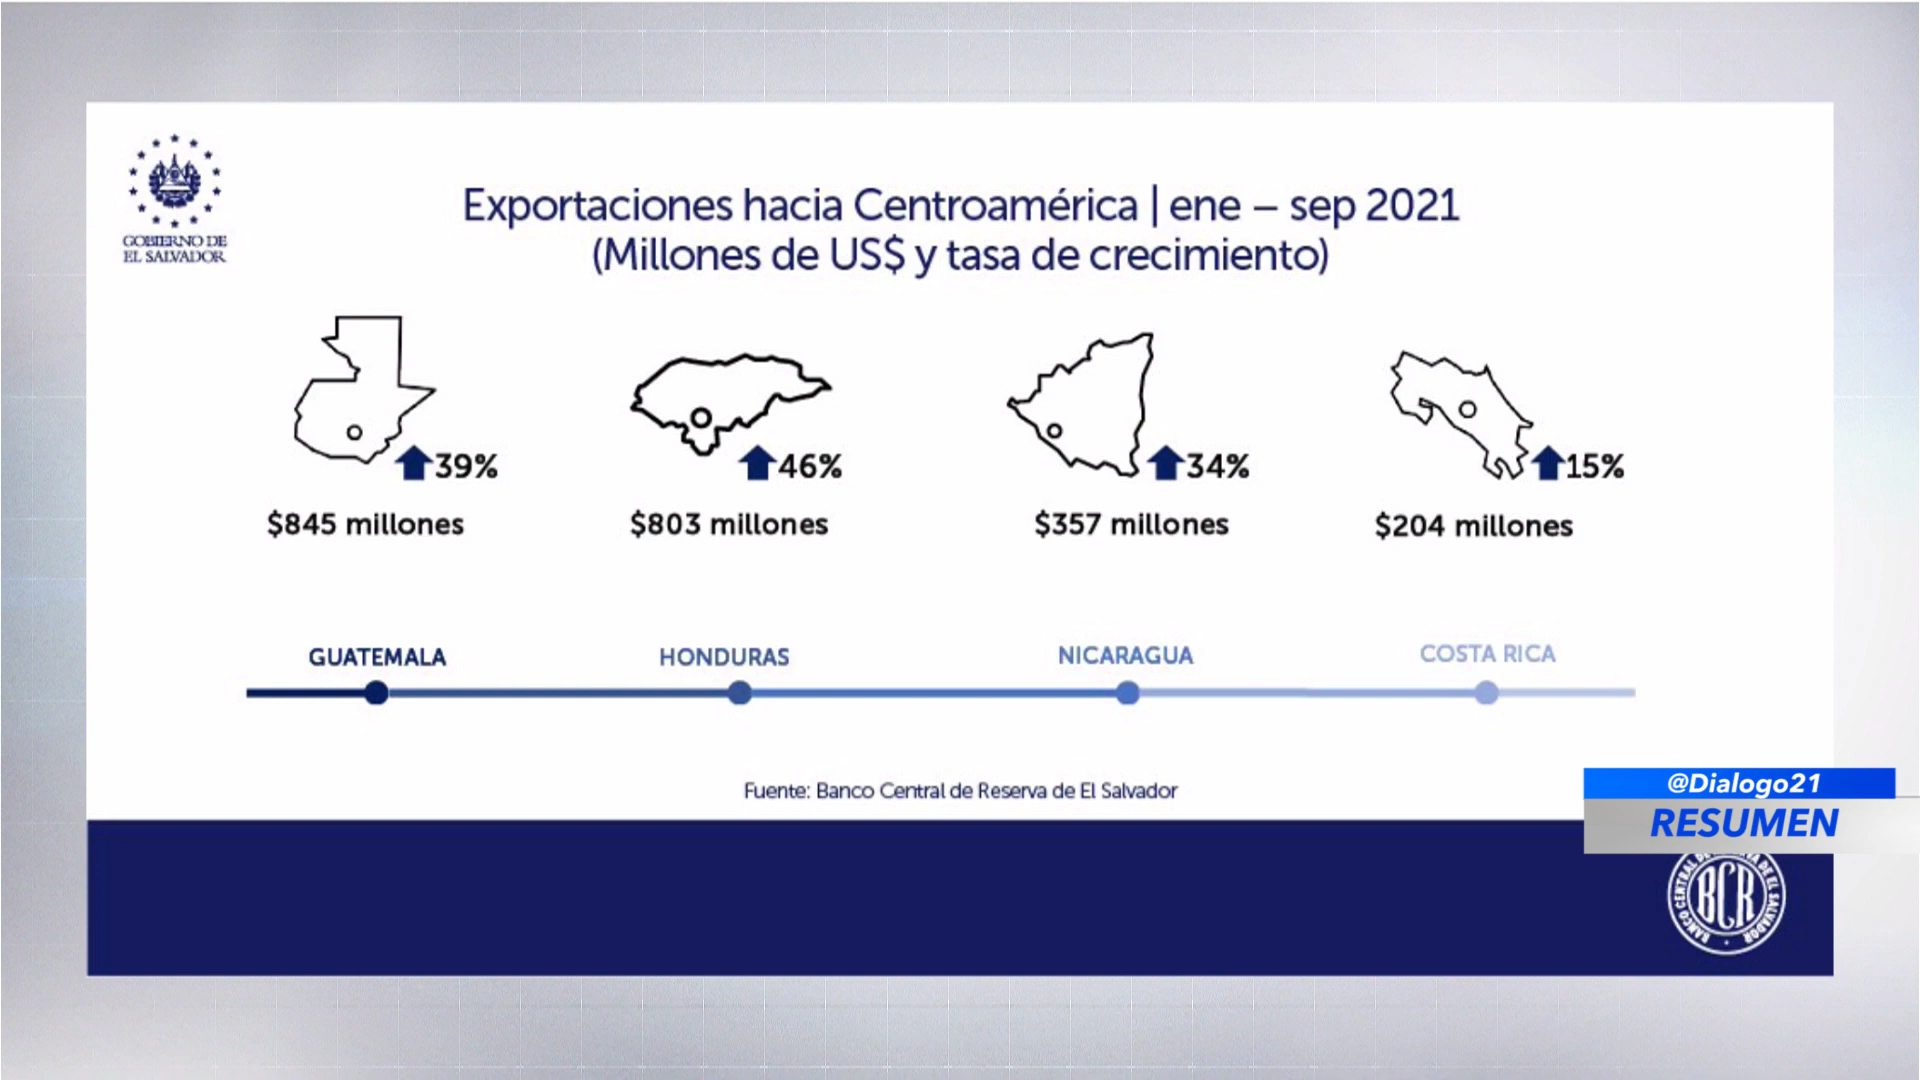 GOBIERNO DE
EL SALVADOR
Exportaciones hacia Centroamérica | ene – sep 2021
(Millones de US$ y tasa de crecimiento)
39%
46%
34%
15%
$845 millones
$803 millones
$357 millones
$204 millones
GUATEMALA
HONDURAS
NICARAGUA
COSTA RICA
Fuente: Banco Central de Reserva de El Salvador
@Dialogo21
RESUMEN
BCR